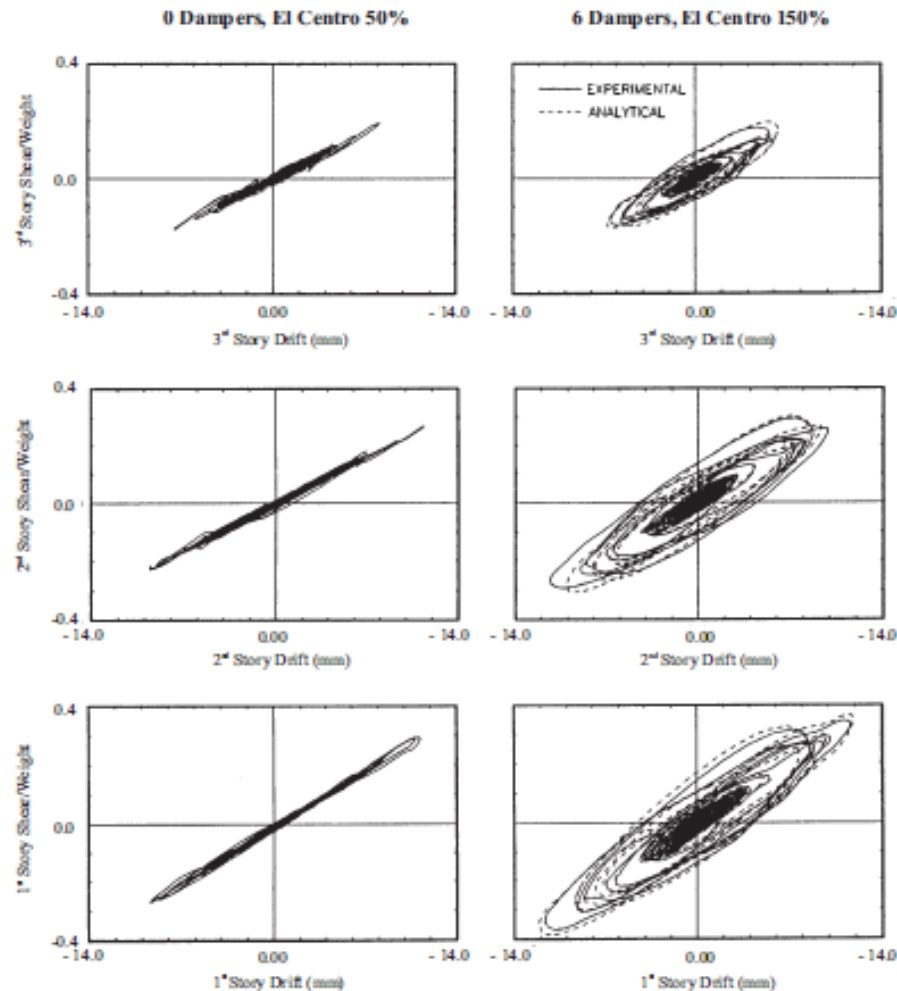 0 Dampers, El Centro 50%
6 Dampers, El Centro 150%
0.4
EXPERIMENTAL
ANALYTICAL
3rd Story Shear/Weight
0.0
-0.4
- 14.0
0.00
- 14.0
- 14.0
0.00
- 14.0
3rd Story Drift (mm)
3rd Story Drift (mm)
0.4
2nd Story Shear/Weight
0.0
-0.4
- 14.0
0.00
- 14.0
- 14.0
0.00
-14.0
2nd Story Drift (mm)
2nd Story Drift (mm)
0.4
1st Story Shear/Weight
0.0
-0.4
- 14.0
0.00
- 14.0
- 14.0
0.00
-14.0
1st Story Drift (mm)
1st Story Drift (mm)